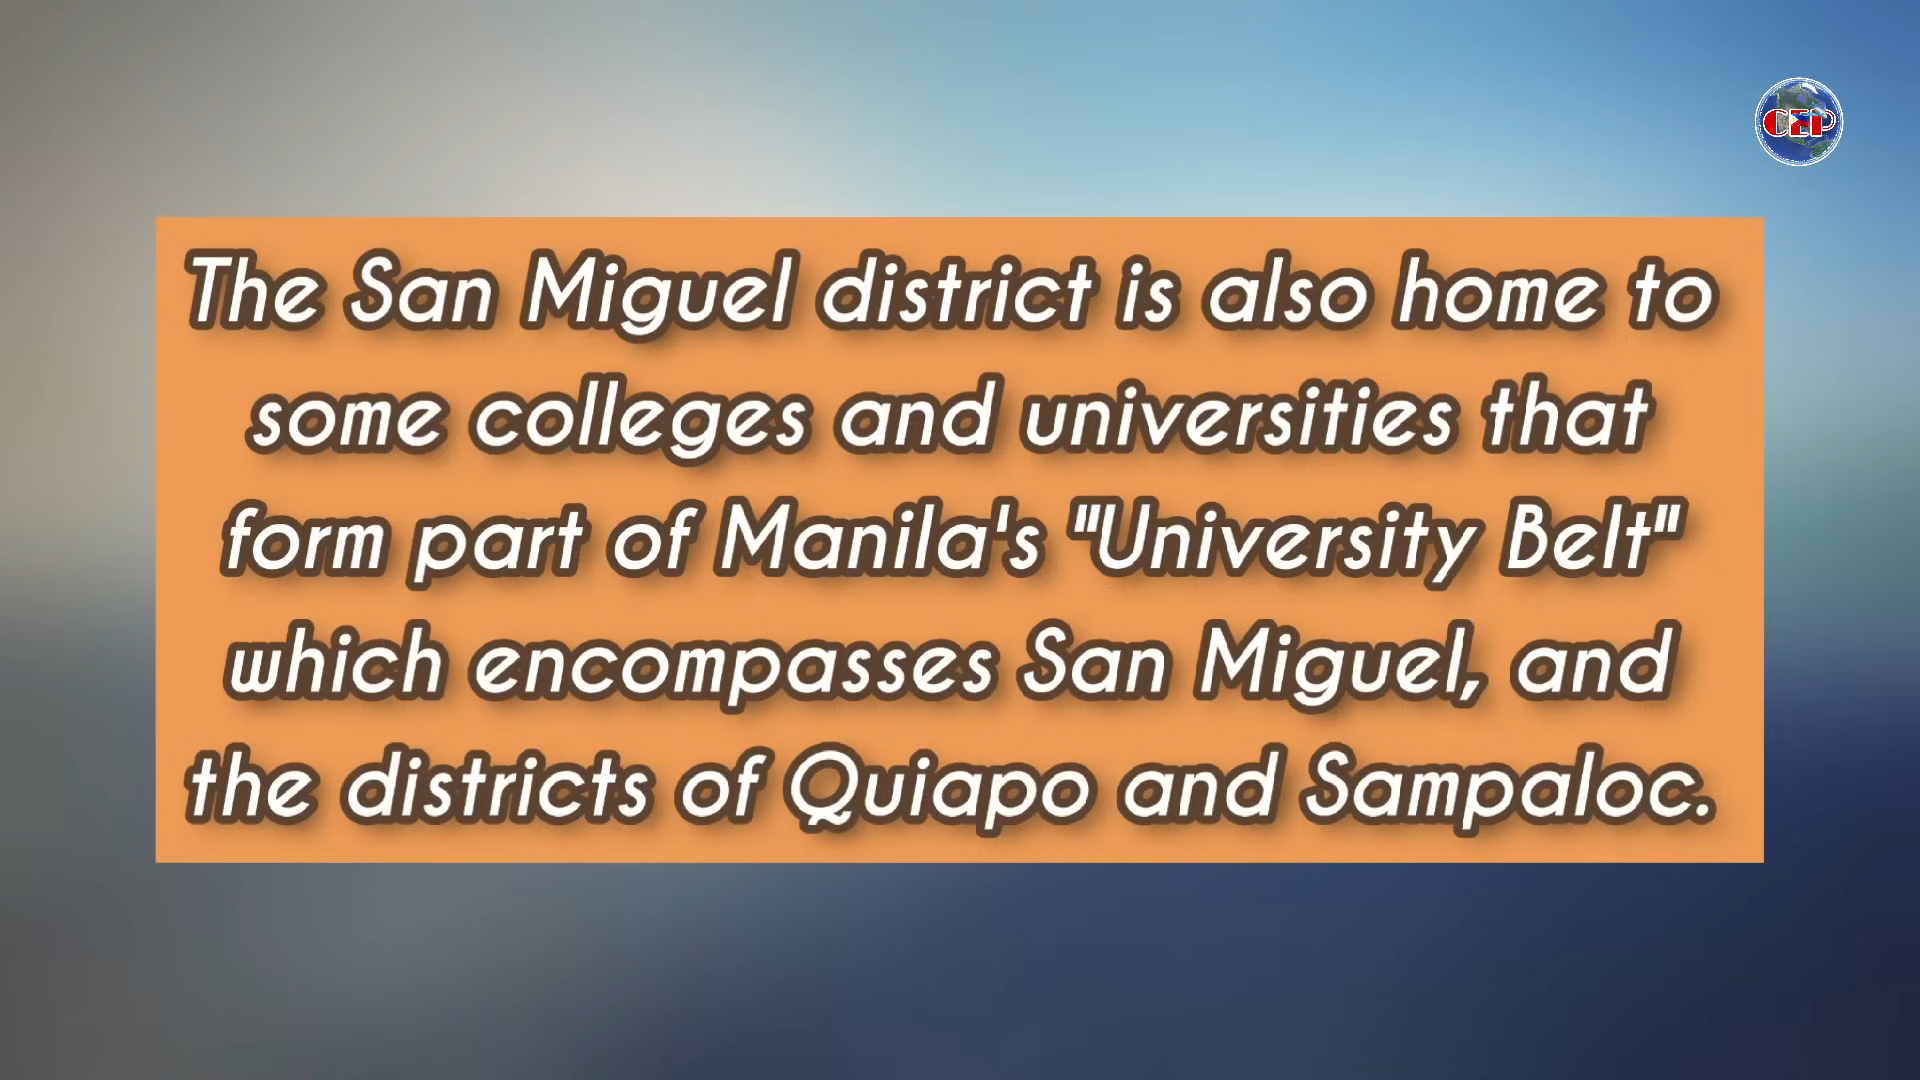 CEP
The San Miguel district is also home to
some colleges and universities that
form part of Manila's "University Belt"
which encompasses San Miguel, and
the districts of Quiapo and Sampaloc.